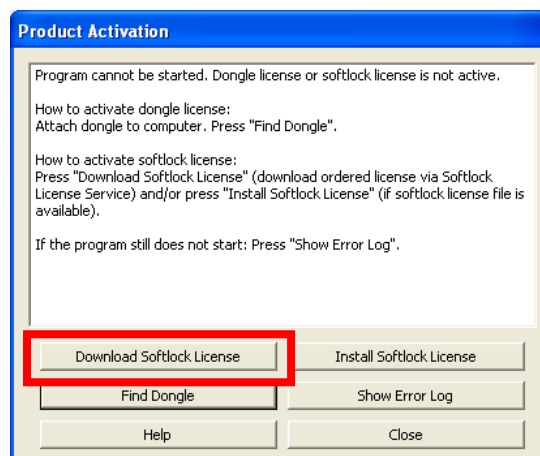 Product Activation
Program cannot be started. Dongle license or softlock license is not active.
How to activate dongle license:
Attach dongle to computer. Press "Find Dongle".
How to activate softlock license:
Press "Download Softlock License" (download ordered license via Softlock
License Service) and/or press "Install Softlock License" (if softlock license file is
available).
If the program still does not start: Press "Show Error Log".
Download Softlock License
Install Softlock License
Find Dongle
Show Error Log
Help
Close